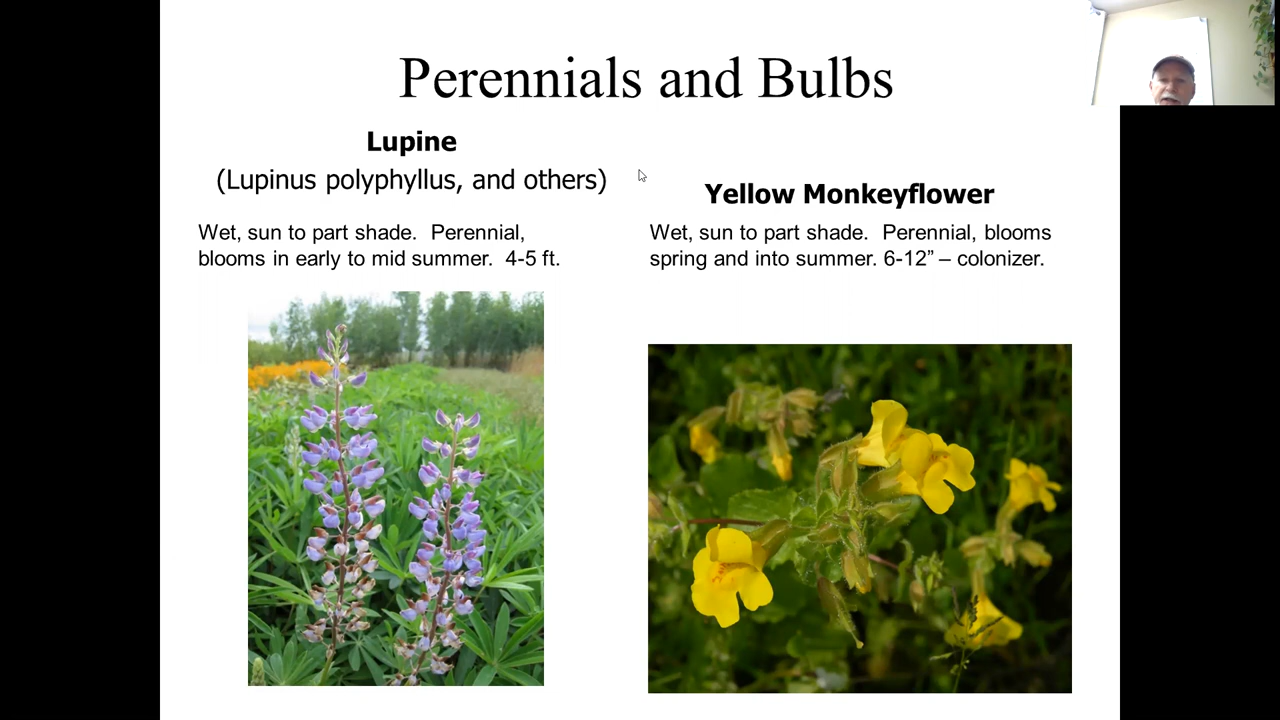 Perennials and Bulbs
Lupine
(Lupinus polyphyllus, and others)
Wet, sun to part shade.  Perennial,
blooms in early to mid summer.  4-5 ft.
Yellow Monkeyflower
Wet, sun to part shade.  Perennial, blooms
spring and into summer. 6-12” – colonizer.